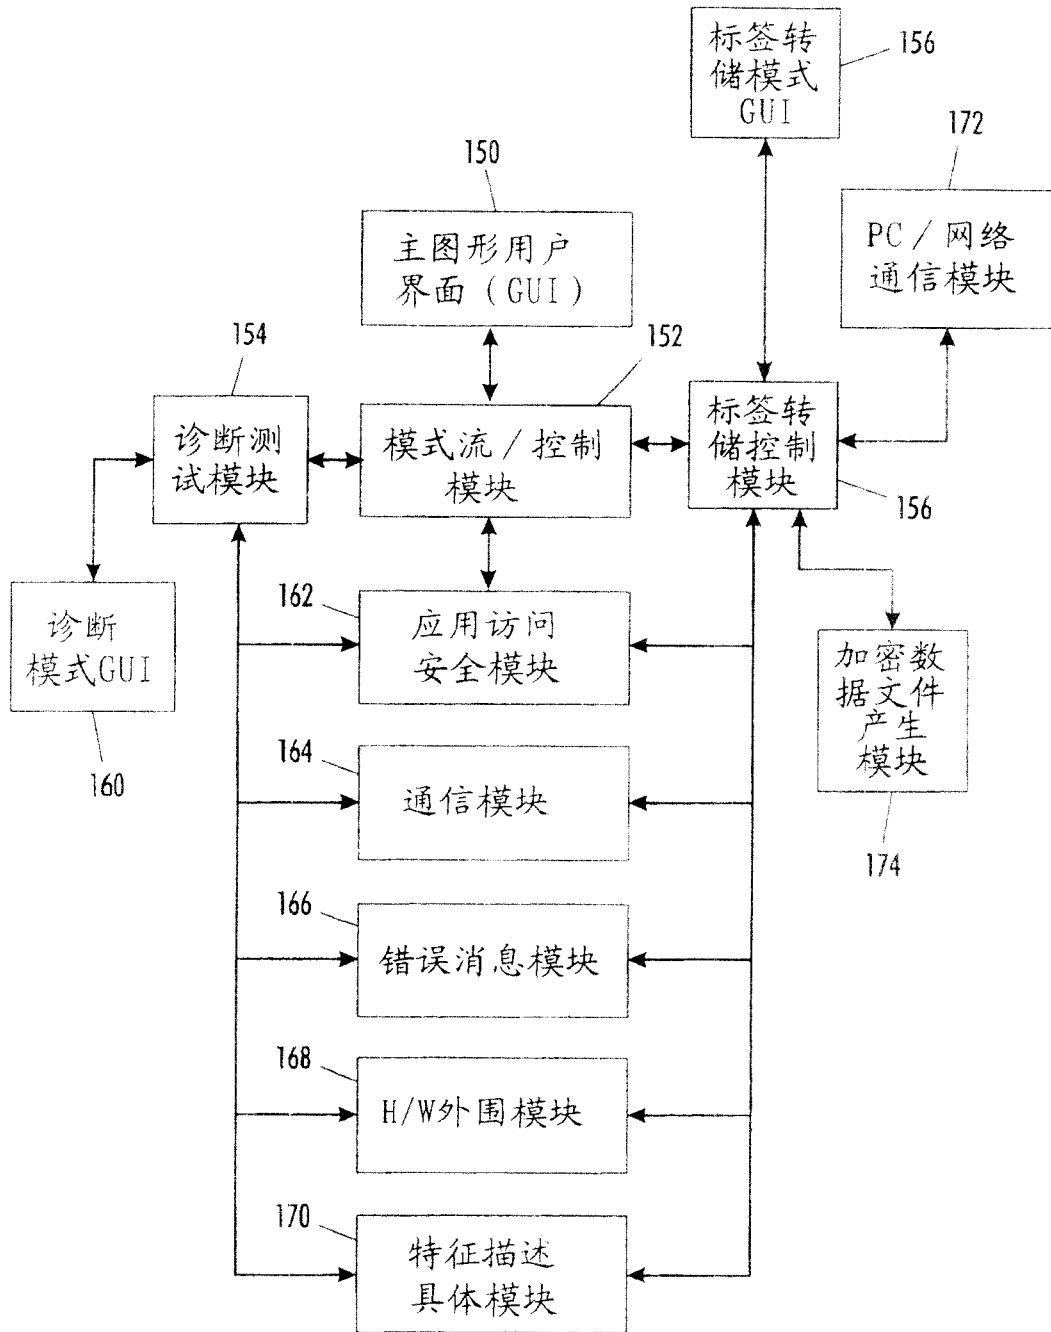 标签转
储模式
GUI
156
150
172
主图形用户
界面（GUI）
PC／网络
通信模块
154
152
诊断测
试模块
模式流／控制
模块
标签转
储控制
模块
156
诊断
模式GUI
160
162
应用访问
安全模块
加密数
据文件
产生
模块
174
164
通信模块
166
错误消息模块
168
H/W外围模块
170
特征描述
具体模块